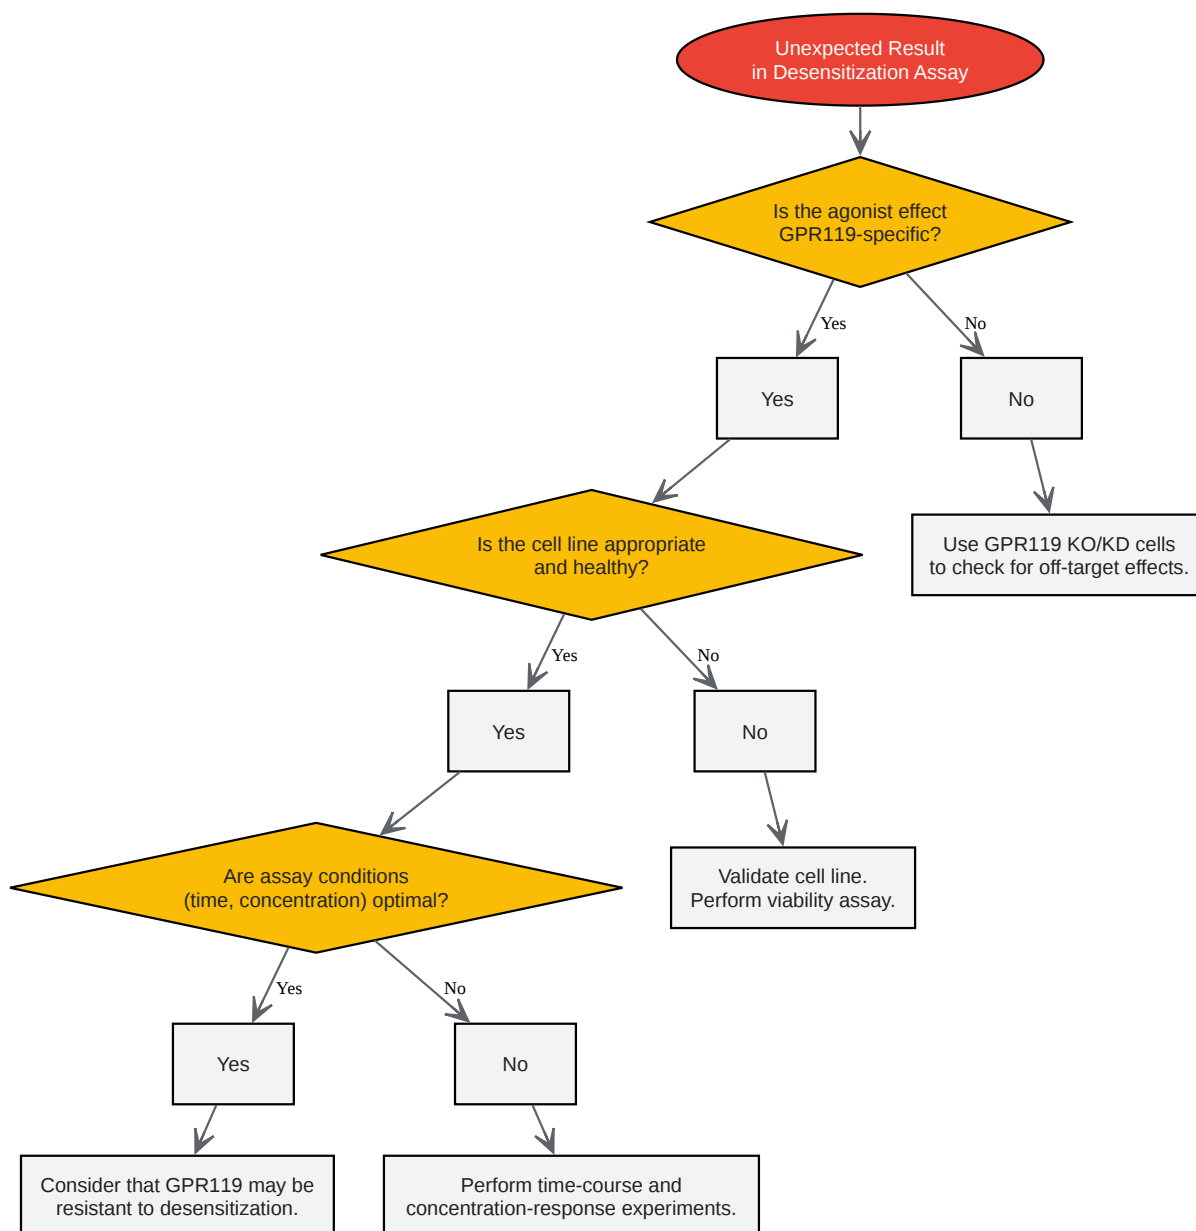 Unexpected Result
in Desensitization Assay
Is the agonist effect
GPR119-specific?
Yes
No
Yes
No
Use GPR119 KO/KD cells
to check for off-target effects.
Is the cell line appropriate
and healthy?
Yes
No
Yes
No
Validate cell line.
Perform viability assay.
Are assay conditions
(time, concentration) optimal?
Yes
No
Yes
No
Consider that GPR119 may be
resistant to desensitization.
Perform time-course and
concentration-response experiments.